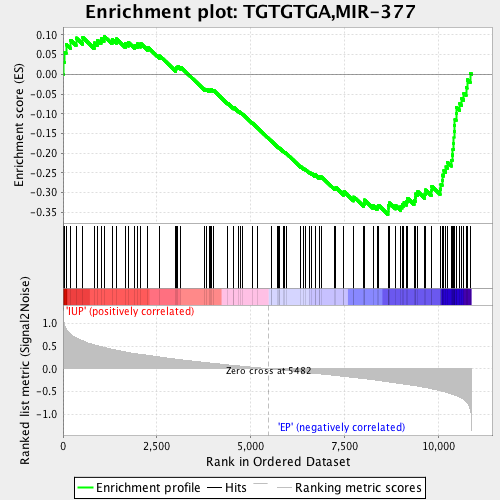 Enrichment plot: TGTGTGA,MIR-377
Enrichment score (ES)
0.10
0.05
0.00
-0.05
-0.10
-0.15
-0.20
-0.25
-0.30
-0.35
Ranked list metric (Signal2Noise)
1.0
0.5
0.0
-0.5
-1.0
'IUP' (positively correlated)
Zero cross at 5482
'EP' (negatively correlated)
0
2,500
5,000
7,500
10,000
Rank in Ordered Dataset
Enrichment profile
Hits
Ranking metric scores